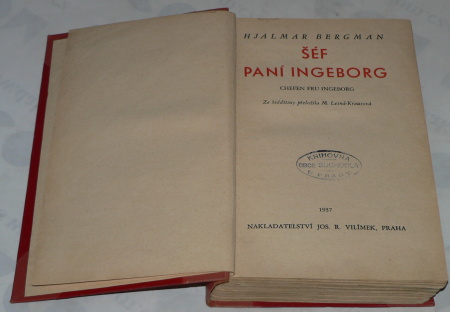 HJALMAR BERGMAN
ŠÉF
PANÍ INGEBORG
CHEFEN FRU INGEBORG
Ze švédštiny přeložila M. Lesná-Krausová
KNIHOVNA
1937
NAKLADATELSTVÍ JOS. R. VILÍMEK, PRAHA